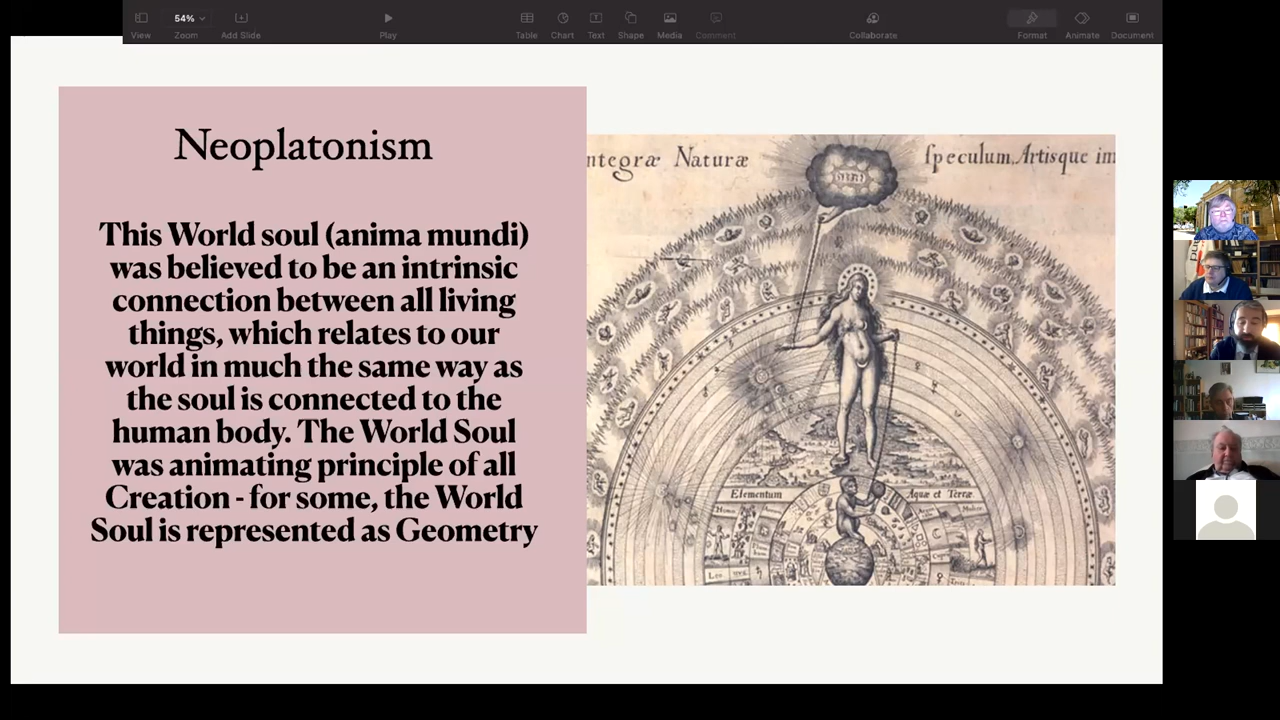 View
54%
Zoom
Add Slide
Play
Table
Chart
Text
Shape
Media
Comment
Collaborate
Format
Animate
Document
Neoplatonism
This World soul (anima mundi)
was believed to be an intrinsic
connection between all living
things, which relates to our
world in much the same way as
the soul is connected to the
human body. The World Soul
was animating principle of all
Creation - for some, the World
Soul is represented as Geometry
ntegræ Naturæ
speculum, Artisque im
Elementum
Aquæ et Terræ